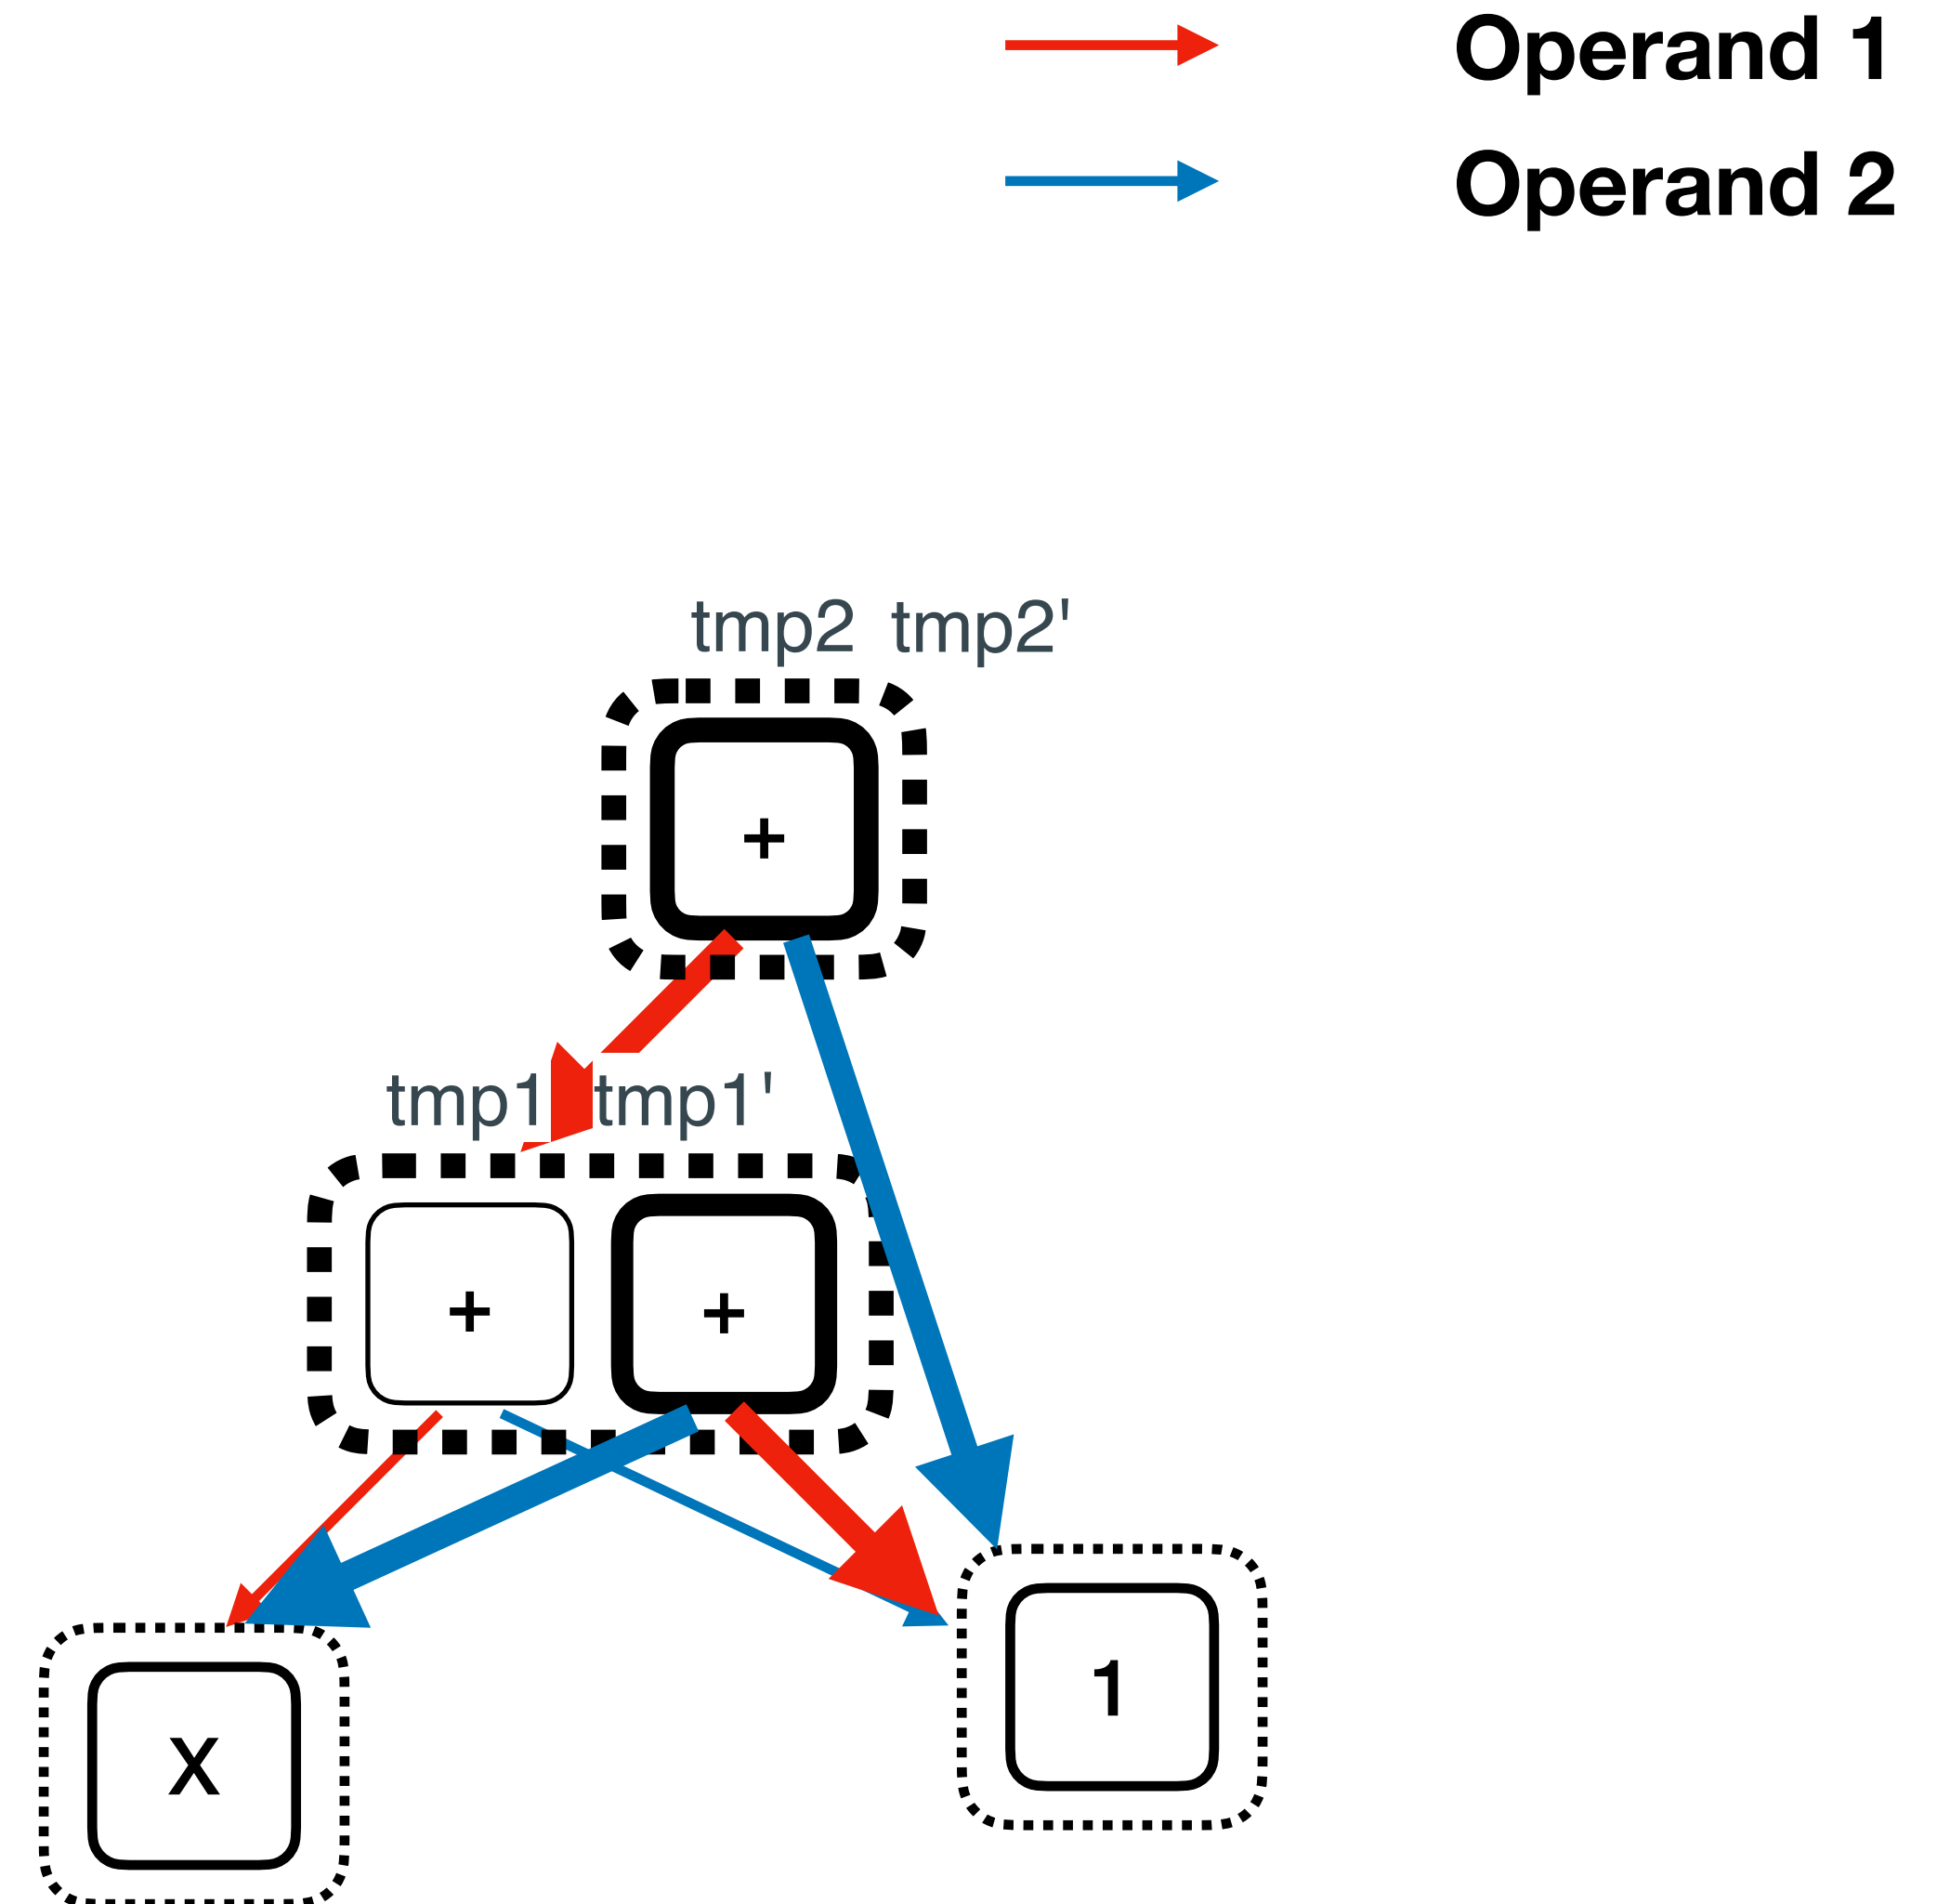 Operand 1
Operand 2
tmp2 tmp2'
+
tmp1 tmp1'
+ +
1
x